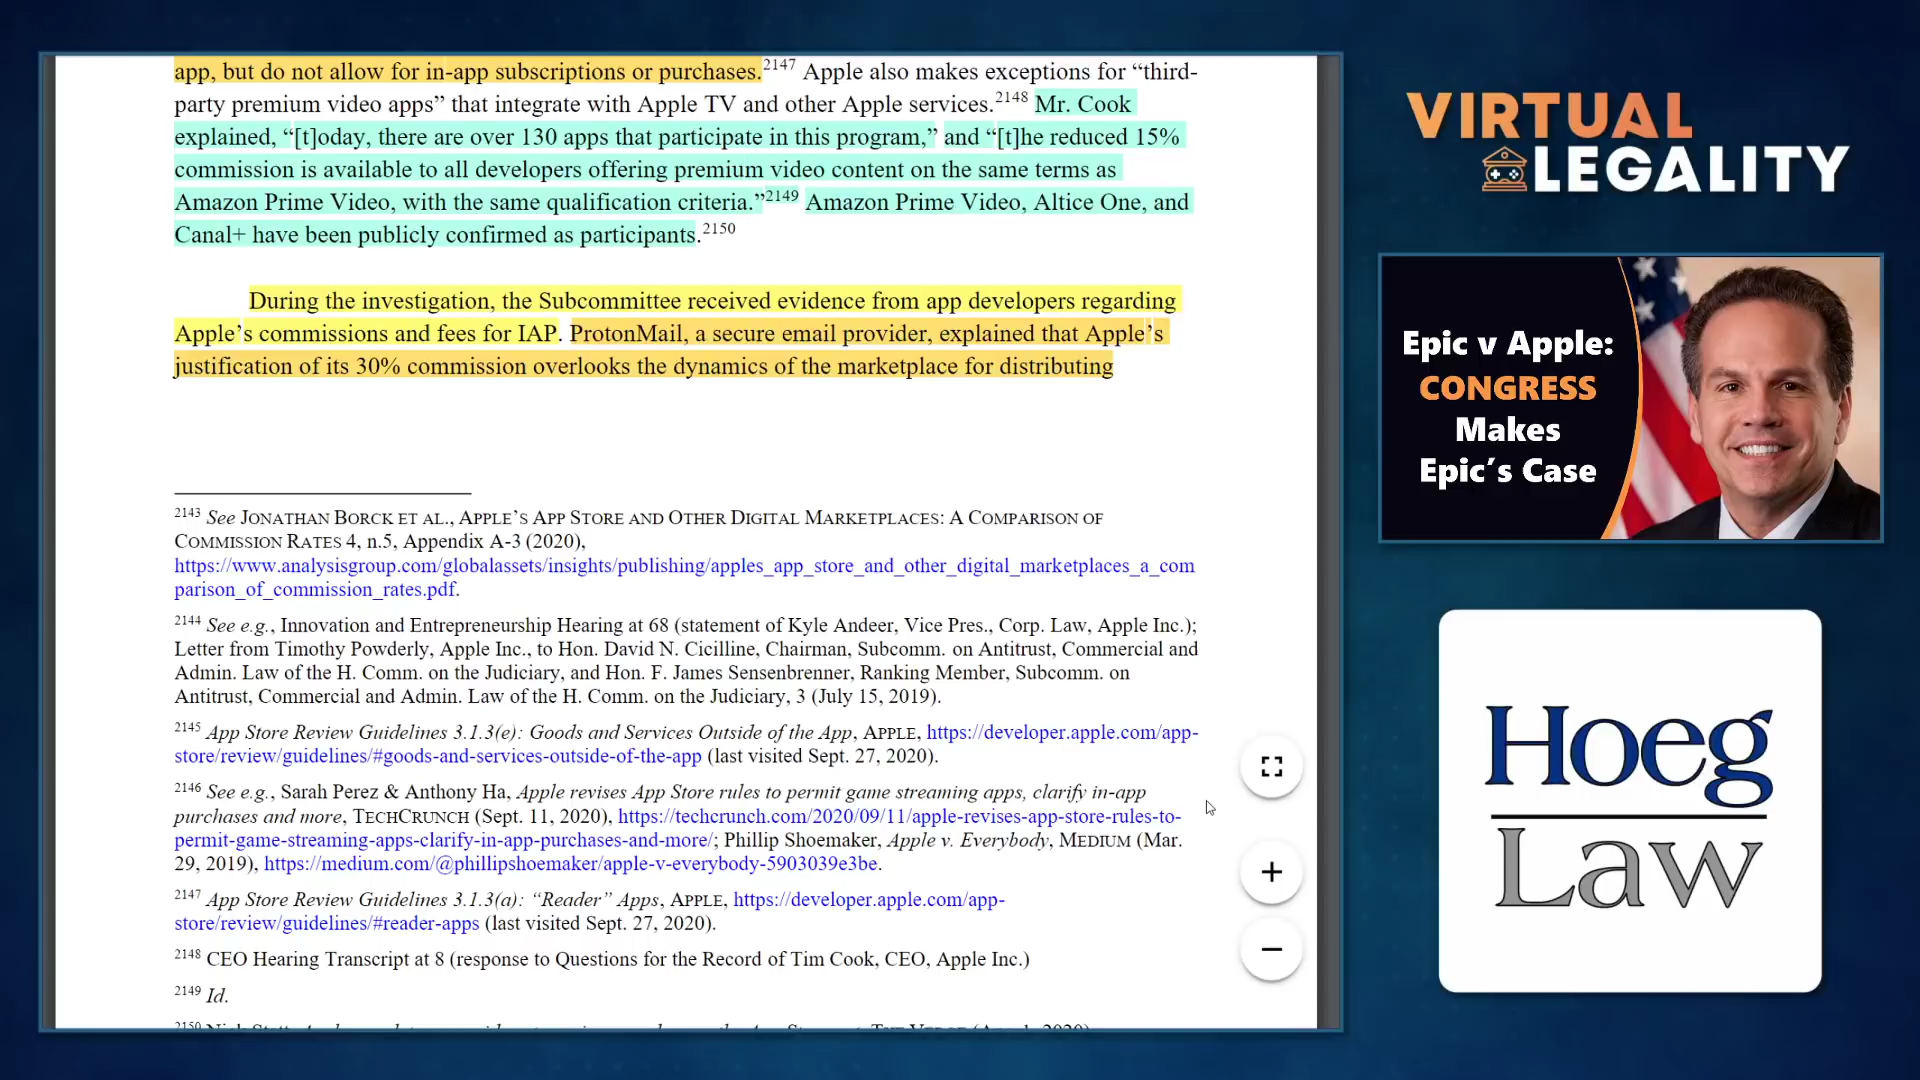 app, but do not allow for in-app subscriptions or purchases.2147 Apple also makes exceptions for “third-
party premium video apps” that integrate with Apple TV and other Apple services.2148 Mr. Cook
explained, “[t]oday, there are over 130 apps that participate in this program,” and “[t]he reduced 15%
commission is available to all developers offering premium video content on the same terms as
Amazon Prime Video, with the same qualification criteria.”2149 Amazon Prime Video, Altice One, and
Canal+ have been publicly confirmed as participants.2150
During the investigation, the Subcommittee received evidence from app developers regarding
Apple’s commissions and fees for IAP. ProtonMail, a secure email provider, explained that Apple’s
justification of its 30% commission overlooks the dynamics of the marketplace for distributing
2143 See JONATHAN BORCK ET AL., APPLE’S APP STORE AND OTHER DIGITAL MARKETPLACES: A COMPARISON OF
COMMISSION RATES 4, n.5, Appendix A-3 (2020),
https://www.analysisgroup.com/globalassets/insights/publishing/apples_app_store_and_other_digital_marketplaces_a_com
parison_of_commission_rates.pdf.
2144 See e.g., Innovation and Entrepreneurship Hearing at 68 (statement of Kyle Andeer, Vice Pres., Corp. Law, Apple Inc.);
Letter from Timothy Powderly, Apple Inc., to Hon. David N. Cicilline, Chairman, Subcomm. on Antitrust, Commercial and
Admin. Law of the H. Comm. on the Judiciary, and Hon. F. James Sensenbrenner, Ranking Member, Subcomm. on
Antitrust, Commercial and Admin. Law of the H. Comm. on the Judiciary, 3 (July 15, 2019).
2145 App Store Review Guidelines 3.1.3(e): Goods and Services Outside of the App, APPLE, https://developer.apple.com/app-
store/review/guidelines/#goods-and-services-outside-of-the-app (last visited Sept. 27, 2020).
2146 See e.g., Sarah Perez & Anthony Ha, Apple revises App Store rules to permit game streaming apps, clarify in-app
purchases and more, TECHCRUNCH (Sept. 11, 2020), https://techcrunch.com/2020/09/11/apple-revises-app-store-rules-to-
permit-game-streaming-apps-clarify-in-app-purchases-and-more/; Phillip Shoemaker, Apple v. Everybody, MEDIUM (Mar.
29, 2019), https://medium.com/@phillipshoemaker/apple-v-everybody-5903039e3be.
2147 App Store Review Guidelines 3.1.3(a): “Reader” Apps, APPLE, https://developer.apple.com/app-
store/review/guidelines/#reader-apps (last visited Sept. 27, 2020).
2148 CEO Hearing Transcript at 8 (response to Questions for the Record of Tim Cook, CEO, Apple Inc.)
2149 Id.
2150
VIRTUAL
LEGALITY
Epic v Apple:
CONGRESS
Makes
Epic’s Case
Hoeg
Law